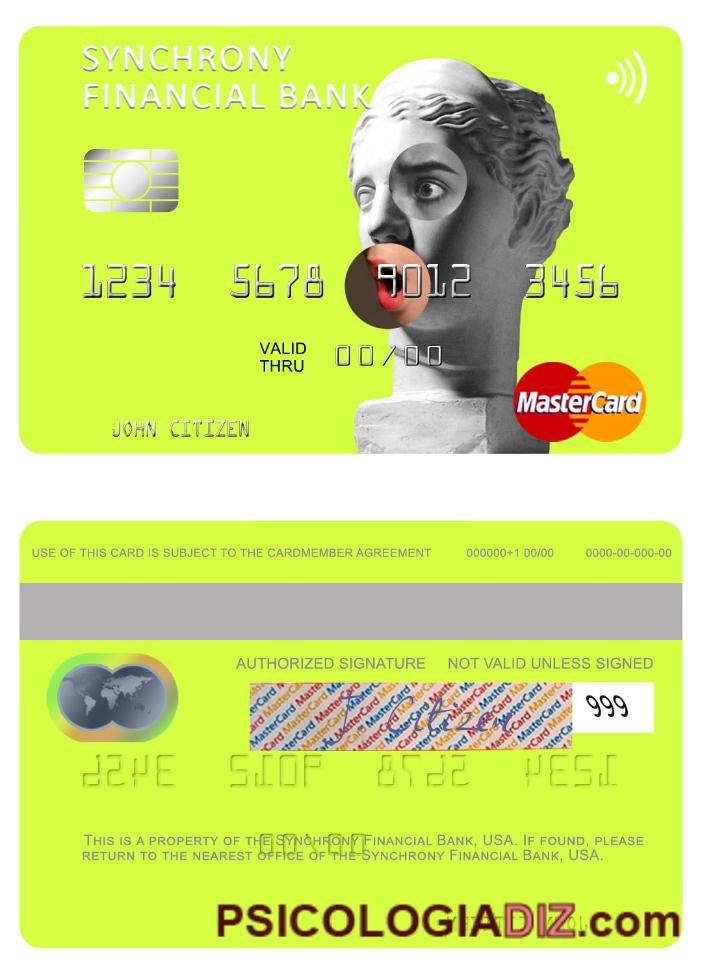 SYNCHRONY
FINANCIAL BANK
1234 5678 9012 3456
VALID
THRU 00/00
MasterCard
JOHN CITIZEN
USE OF THIS CARD IS SUBJECT TO THE CARDMEMBER AGREEMENT 000000+1 00/00 0000-00-000-00
AUTHORIZED SIGNATURE NOT VALID UNLESS SIGNED
J. Citizen 999
THIS IS A PROPERTY OF THE SYNCHRONY FINANCIAL BANK, USA. IF FOUND, PLEASE
RETURN TO THE NEAREST OFFICE OF THE SYNCHRONY FINANCIAL BANK, USA.
PSICOLOGIADIZ.com